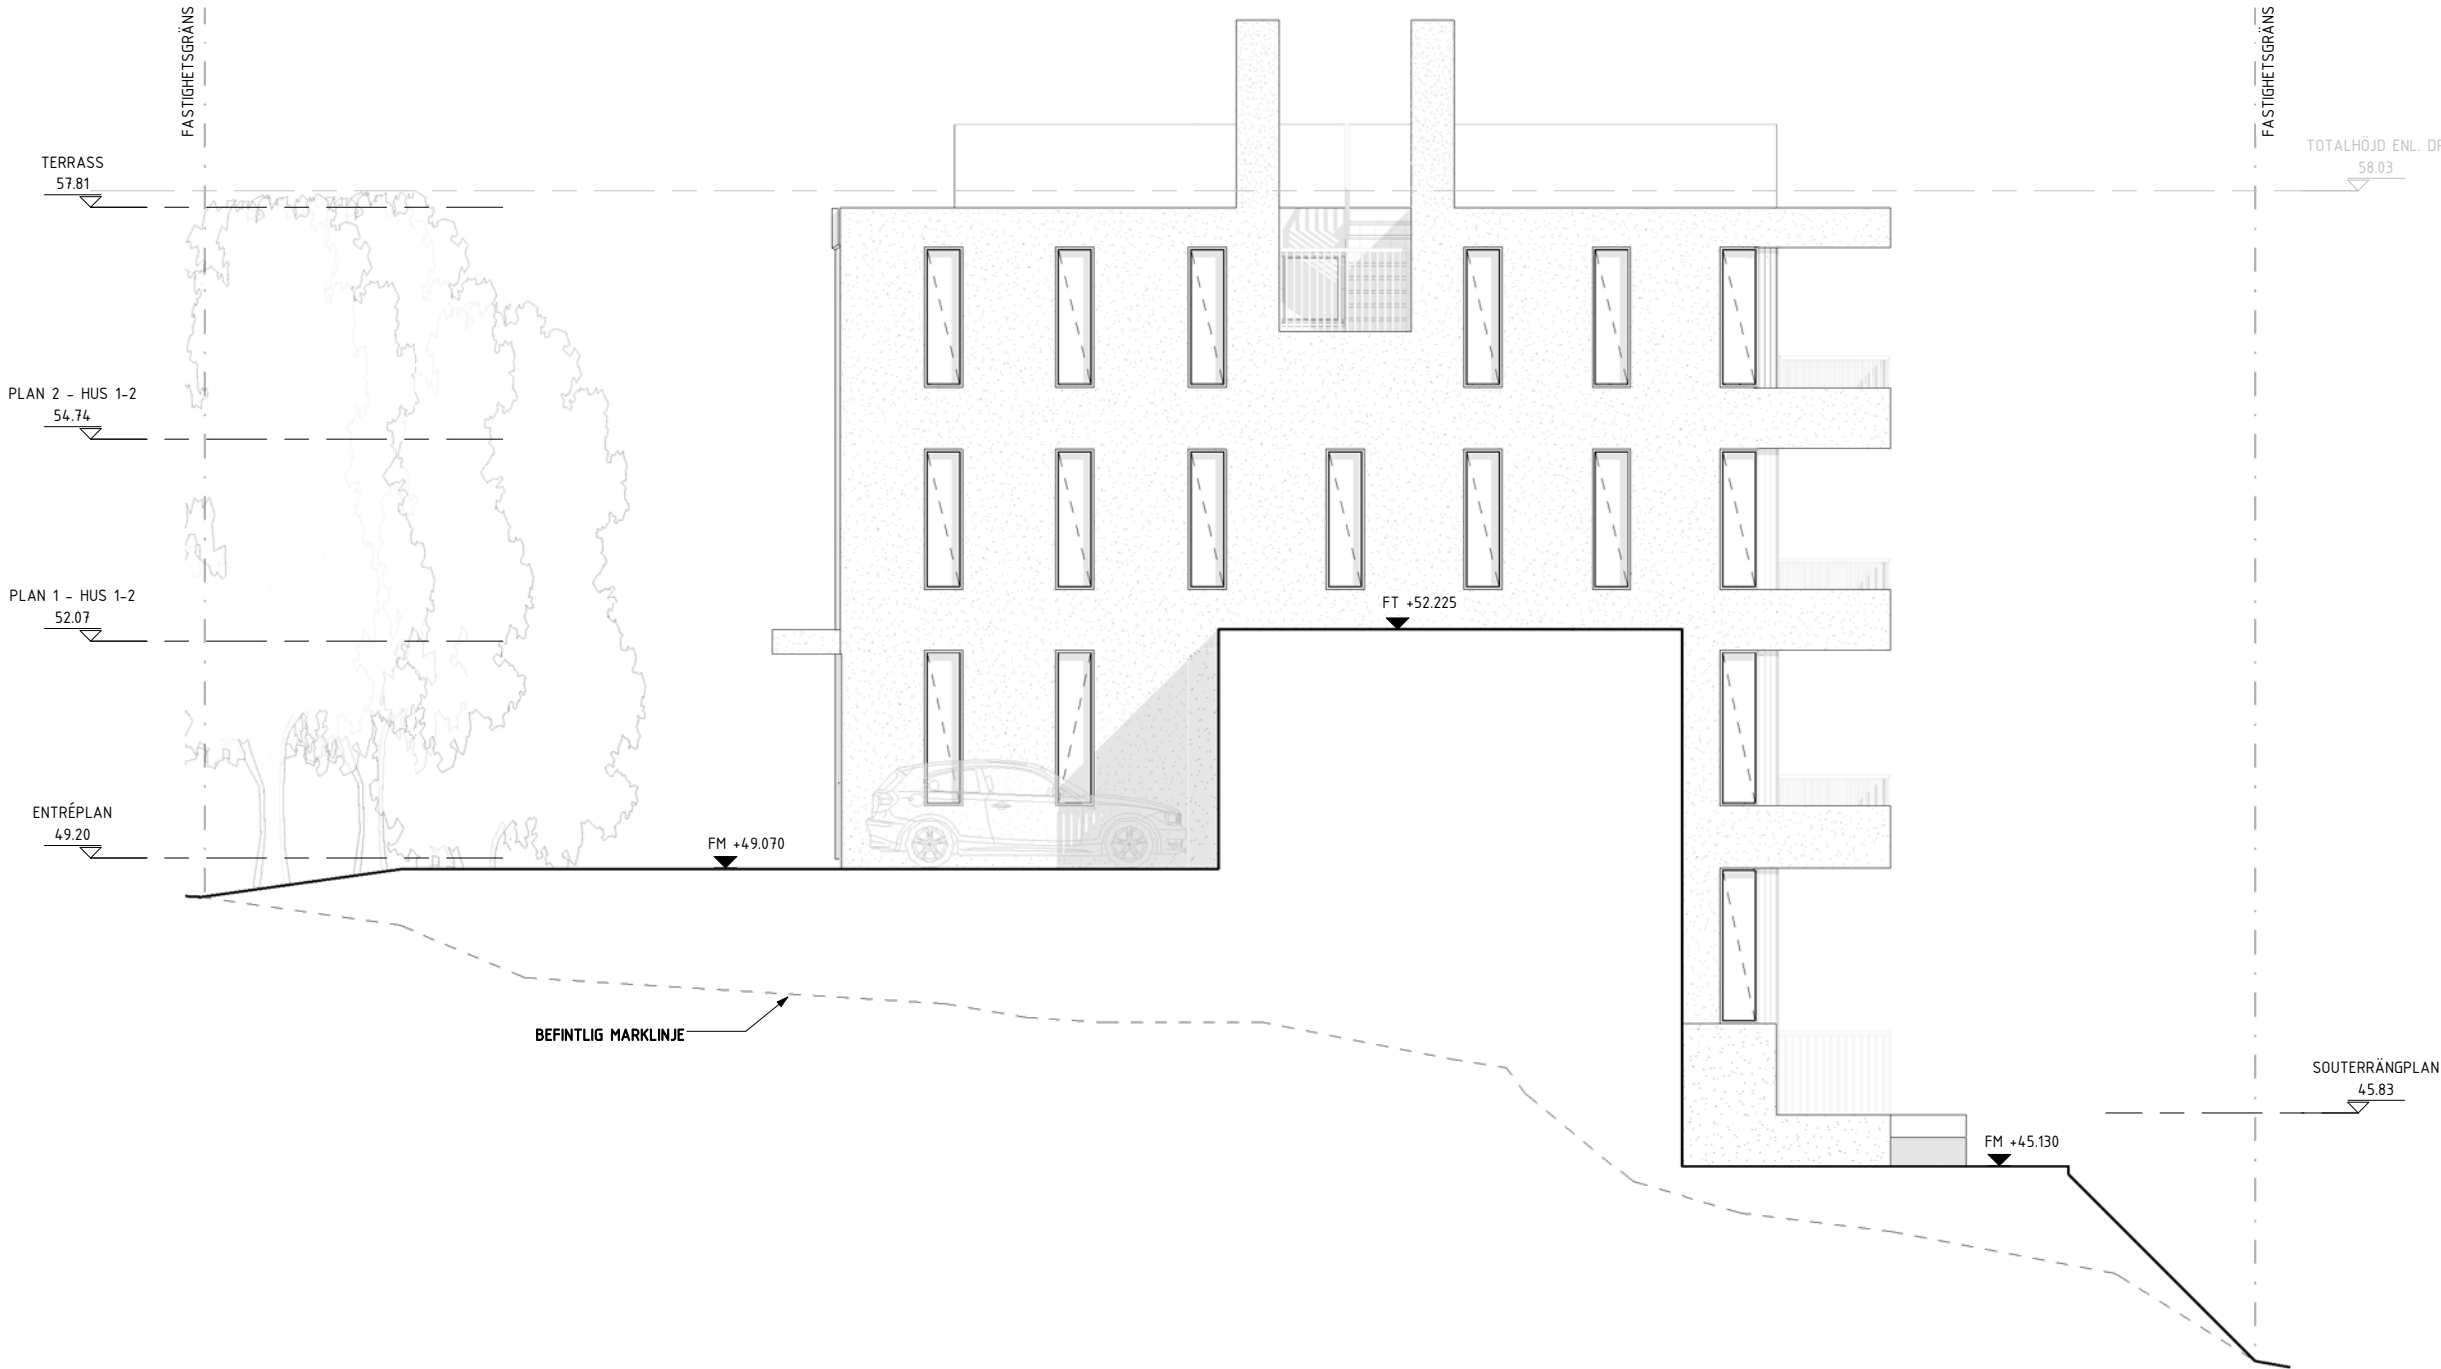 FASTIGHETSGRÄNS
FASTIGHETSGRÄNS
TERRASS
57.81
TOTALHÖJD ENL. DP
58.03
PLAN 2 - HUS 1-2
54.74
PLAN 1 - HUS 1-2
52.07
FT +52.225
ENTRÉPLAN
49.20
FM +49.070
BEFINTLIG MARKLINJE
SOUTERRÄNGPLAN
45.83
FM +45.130